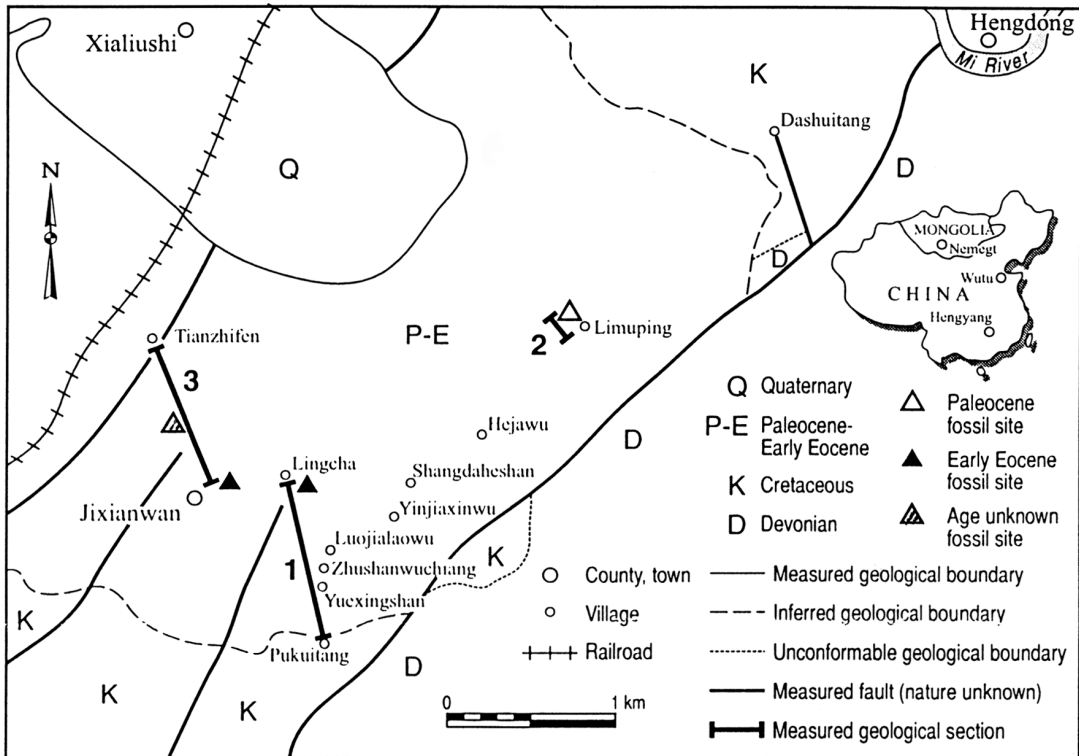 Hengdong
Xialiushi
Mi River
K
Dashuitang
N
Q
D
MONGOLIA
Nemegt
D
Wutu
CHINA
Hengyang
Tianzhifen
P-E
2
Limuping
3
Q Quaternary
Paleocene fossil site
P-E Paleocene-
Early Eocene
Hejawu
D
Early Eocene
fossil site
Lingcha
Shangdaheshan
K Cretaceous
Jixianwan
Yinjiaxinwu
D Devonian
Age unknown
fossil site
Luojialaowu
K
1
Zhushanwuchiang
County, town
Measured geological boundary
Yuexingshan
K
Village
Inferred geological boundary
Pukuitang
D
Railroad
Unconformable geological boundary
K
K
0
1 km
Measured fault (nature unknown)
Measured geological section